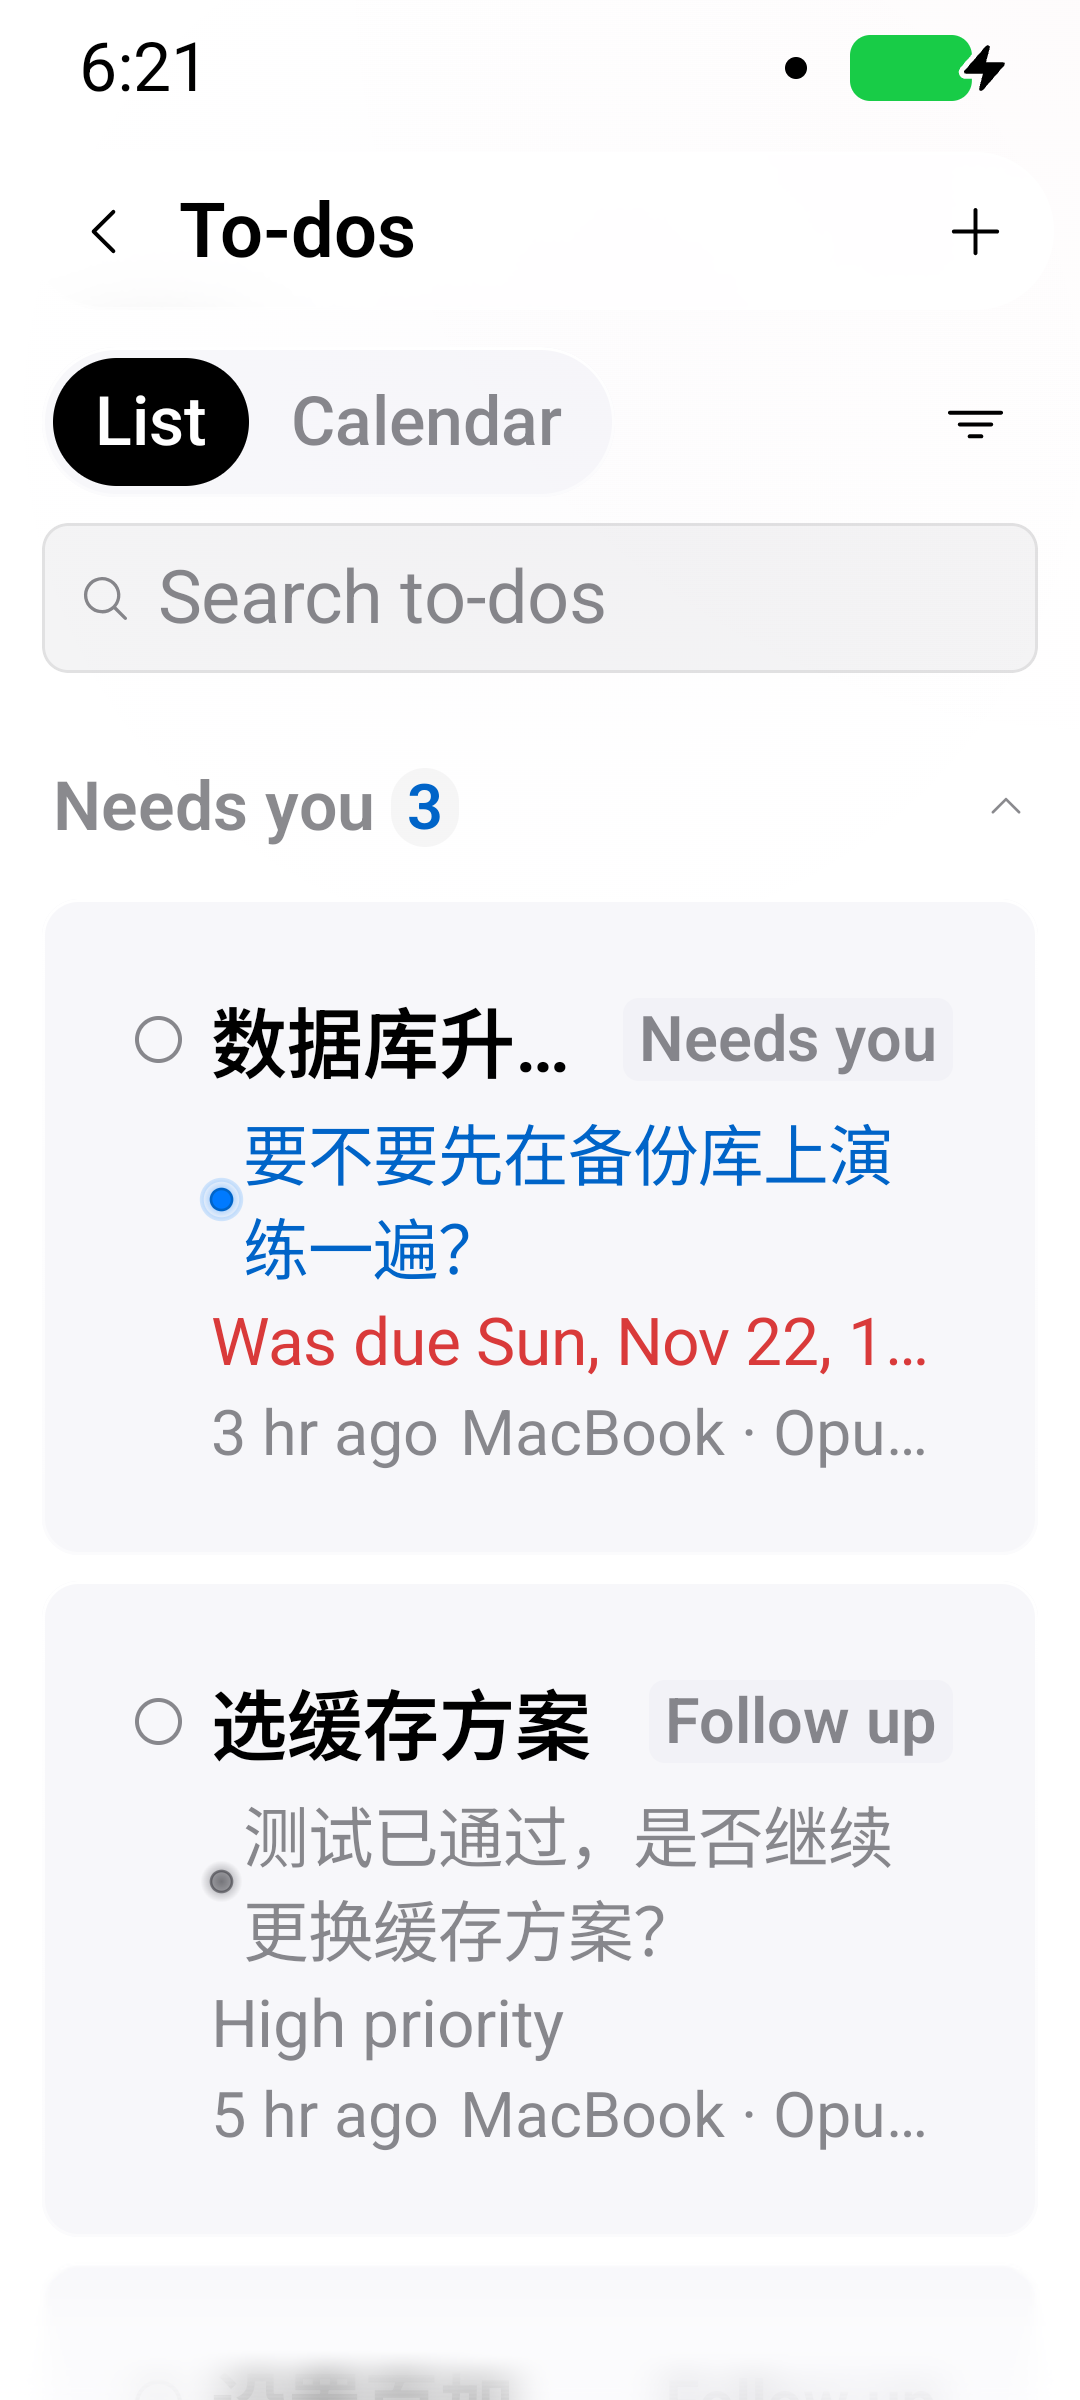 6:21
To-dos
List
Calendar
Search to-dos
Needs you 3
数据库升...
Needs you
要不要先在备份库上演
练一遍？
Was due Sun, Nov 22, 1...
3 hr ago MacBook · Opu...
选缓存方案
Follow up
测试已通过，是否继续
更换缓存方案？
High priority
5 hr ago MacBook · Opu...
Follow up